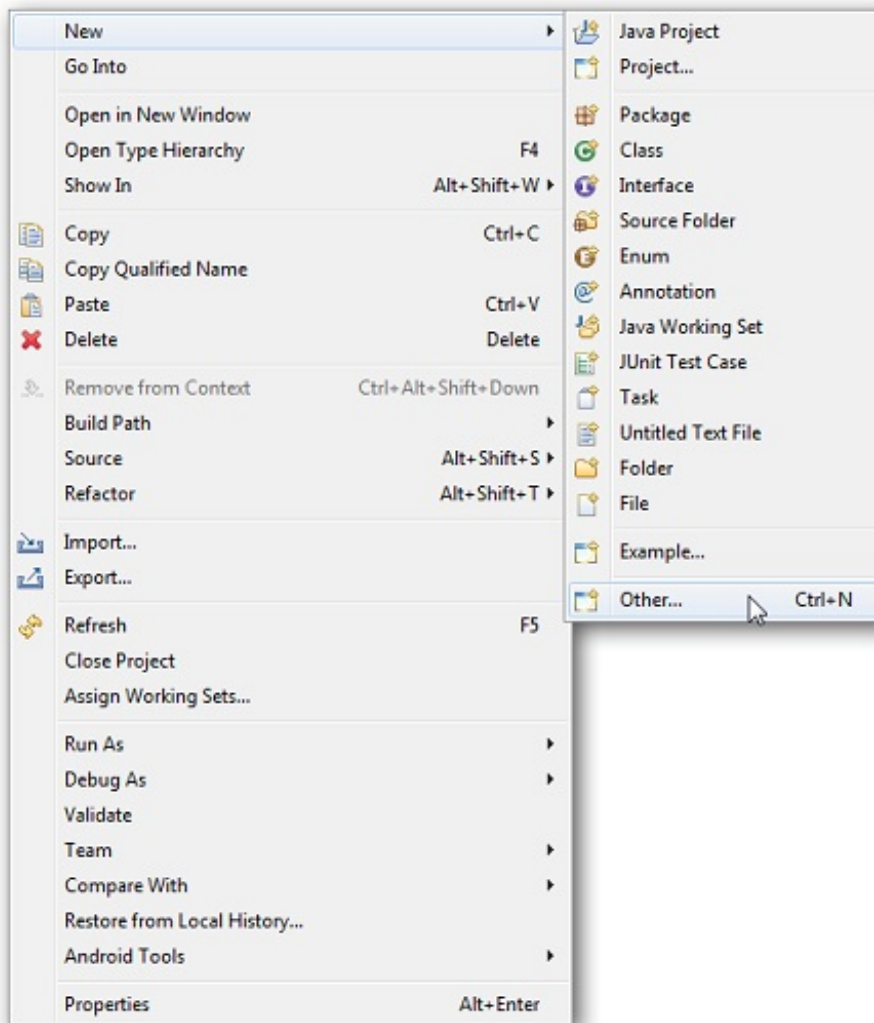 New
Go Into
Open in New Window
Open Type Hierarchy F4
Show In Alt+Shift+W
Copy Ctrl+C
Copy Qualified Name
Paste Ctrl+V
Delete Delete
Remove from Context Ctrl+Alt+Shift+Down
Build Path
Source Alt+Shift+S
Refactor Alt+Shift+T
Import...
Export...
Refresh F5
Close Project
Assign Working Sets...
Run As
Debug As
Validate
Team
Compare With
Restore from Local History...
Android Tools
Properties Alt+Enter
Java Project
Project...
Package
Class
Interface
Source Folder
Enum
Annotation
Java Working Set
JUnit Test Case
Task
Untitled Text File
Folder
File
Example...
Other... Ctrl+N